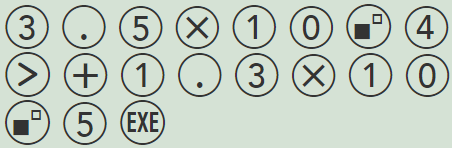 3 . 5 × 1 0 ■▫ 4
> + 1 . 3 × 1 0
■▫ 5 EXE